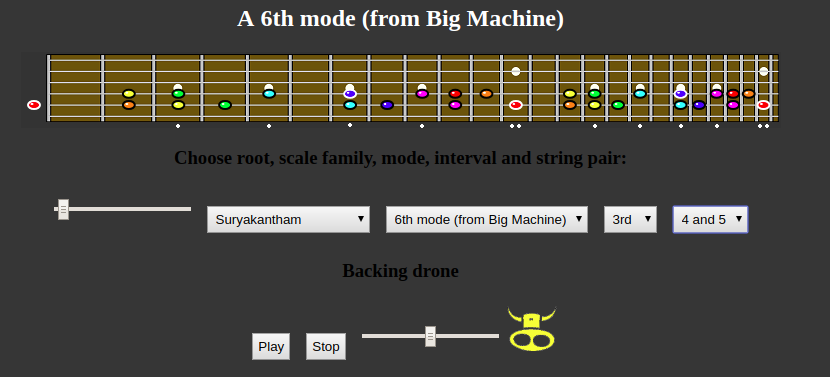 A 6th mode (from Big Machine)
Choose root, scale family, mode, interval and string pair:
Suryakantham 6th mode (from Big Machine) 3rd 4 and 5
Backing drone
Play Stop